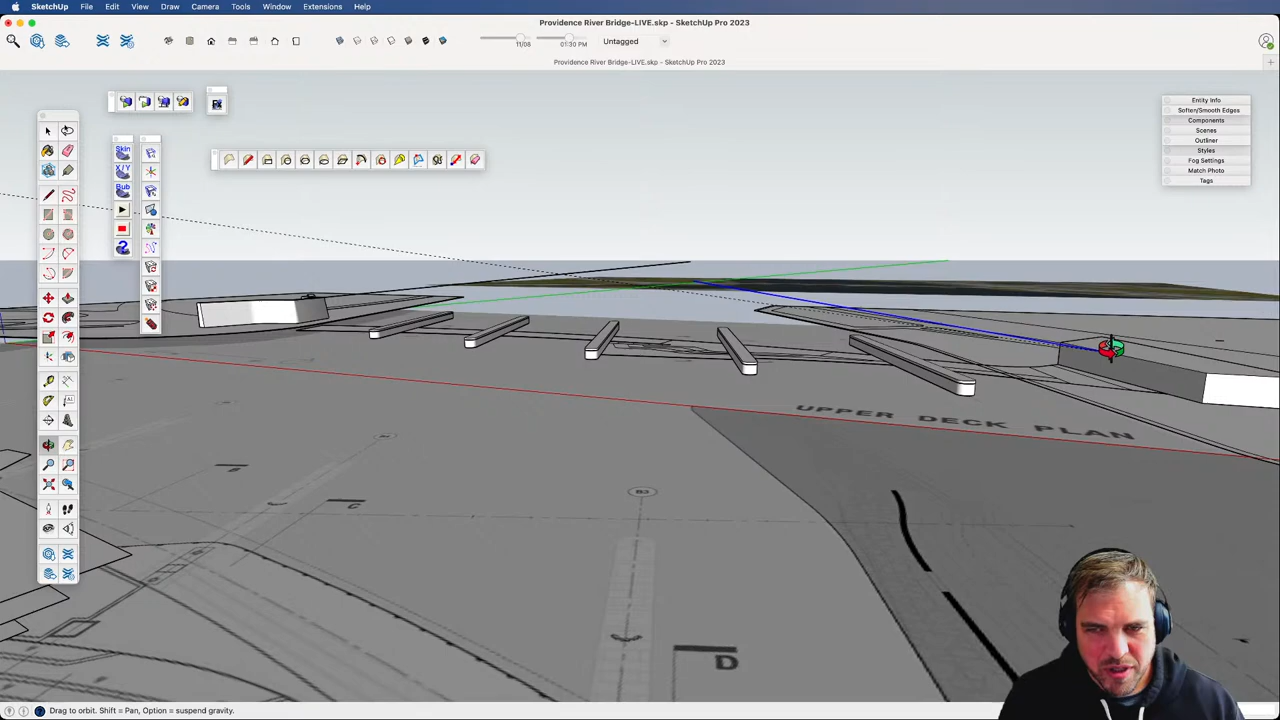 SketchUp File Edit View Draw Camera Tools Window Extensions Help
Providence River Bridge-LIVE.skp - SketchUp Pro 2023
11/08 01:30 PM Untagged
Providence River Bridge-LIVE.skp - SketchUp Pro 2023
Entity Info
Soften/Smooth Edges
Components
Scenes
Outliner
Styles
Fog Settings
Match Photo
Tags
Skin
X/Y
Bub
UPPER DECK PLAN
B3
C
D
Drag to orbit. Shift = Pan, Option = suspend gravity.